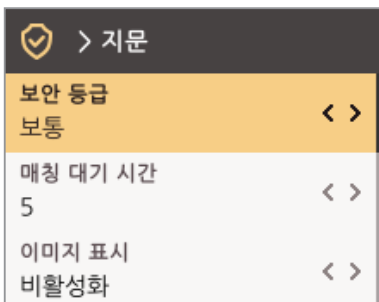 > 지문
보안 등급
보통
< >
매칭 대기 시간
5
< >
이미지 표시
비활성화
< >